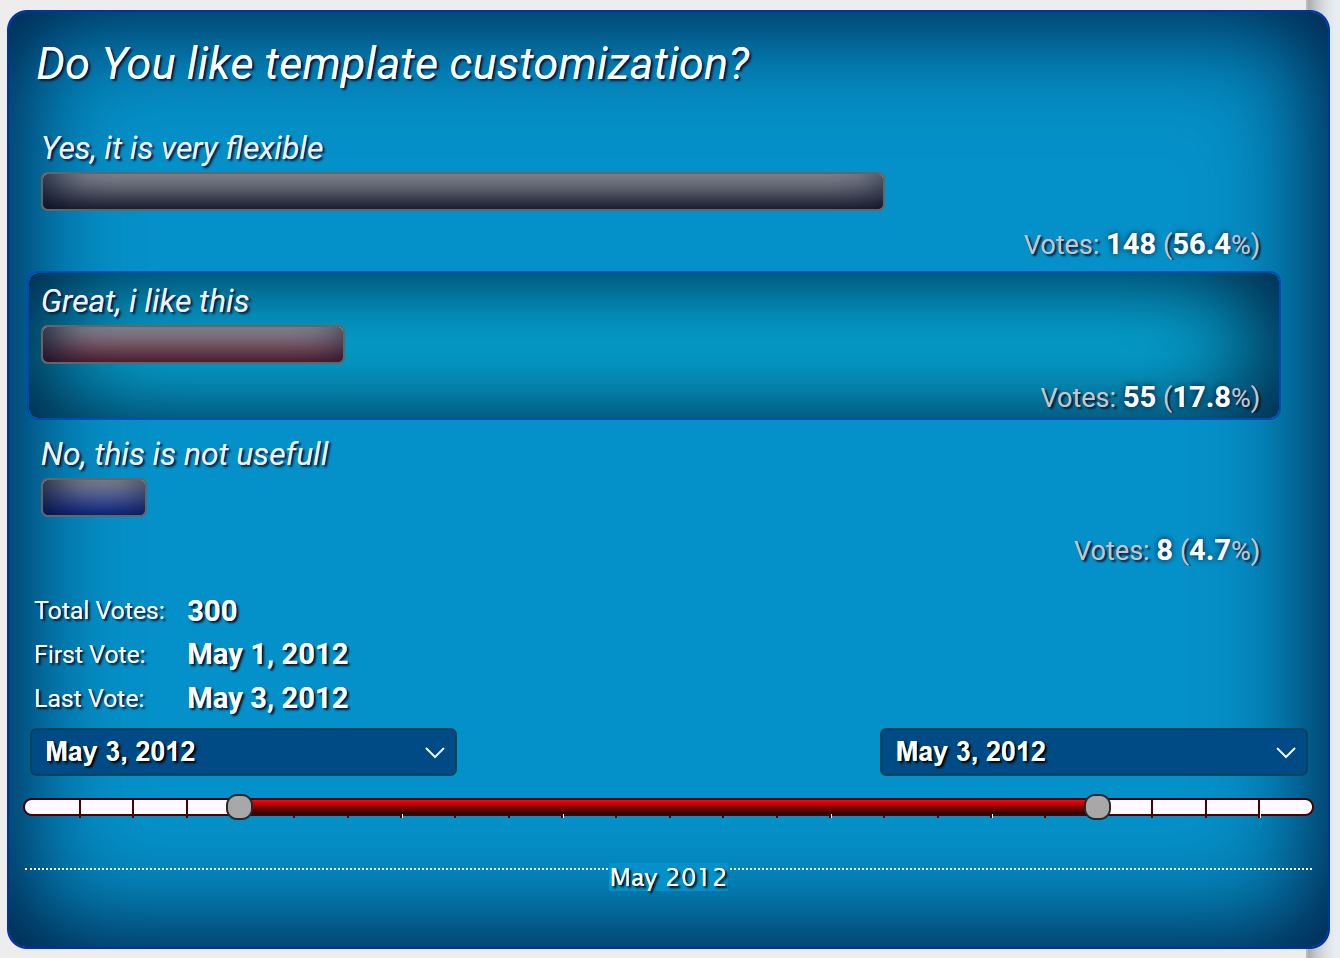 Do You like template customization?
Yes, it is very flexible
Votes: 148 (56.4%)
Great, i like this
Votes: 55 (17.8%)
No, this is not usefull
Votes: 8 (4.7%)
Total Votes: 300
First Vote: May 1, 2012
Last Vote: May 3, 2012
May 3, 2012 May 3, 2012
May 2012